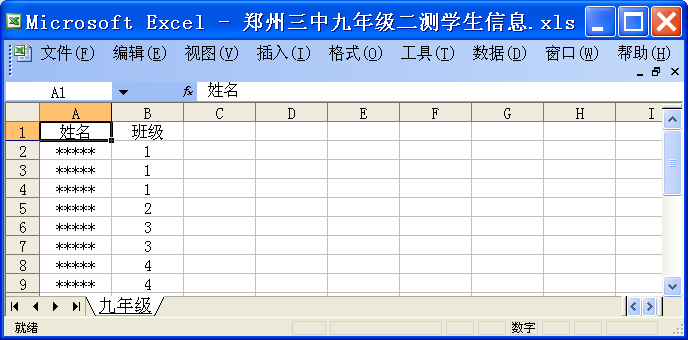 Microsoft Excel - 郑州三中九年级二测学生信息.xls
文件(F) 编辑(E) 视图(V) 插入(I) 格式(O) 工具(T) 数据(D) 窗口(W) 帮助(H)
A1 fx 姓名
A B C D E F G H I
1 姓名 班级
2 ***** 1
3 ***** 1
4 ***** 1
5 ***** 2
6 ***** 3
7 ***** 3
8 ***** 4
9 ***** 4
九年级
就绪 数字